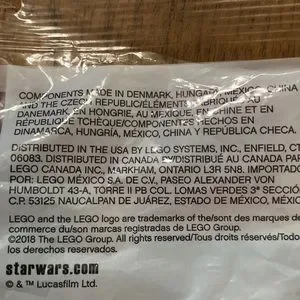 COMPONENTS MADE IN DENMARK, HUNGARY, MEXICO, CHINA
AND THE CZECH REPUBLIC/ÉLÉMENTS FABRIQUÉS AU
DANEMARK, EN HONGRIE, AU MEXIQUE, EN CHINE ET EN
RÉPUBLIQUE TCHÈQUE/COMPONENTES HECHOS EN
DINAMARCA, HUNGRÍA, MÉXICO, CHINA Y REPÚBLICA CHECA.
DISTRIBUTED IN THE USA BY LEGO SYSTEMS, INC., ENFIELD, CT
06083. DISTRIBUTED IN CANADA BY/DISTRIBUÉ AU CANADA PAR
LEGO CANADA INC., MARKHAM, ONTARIO L3R 5N8. IMPORTADO
POR: LEGO MÉXICO S.A. DE C.V., PASEO ALEXANDER VON
HUMBOLDT 43-A, TORRE II PB COL. LOMAS VERDES 3ª SECCIÓ
C.P. 53125 NAUCALPAN DE JUÁREZ, ESTADO DE MÉXICO, MÉXIC
LEGO and the LEGO logo are trademarks of the/sont des marques de
commerce du/son marcas registradas de LEGO Group.
©2018 The LEGO Group. All rights reserved/Tous droits réservés/Todo
los derechos reservados.
starwars.com
© & ™ Lucasfilm Ltd.